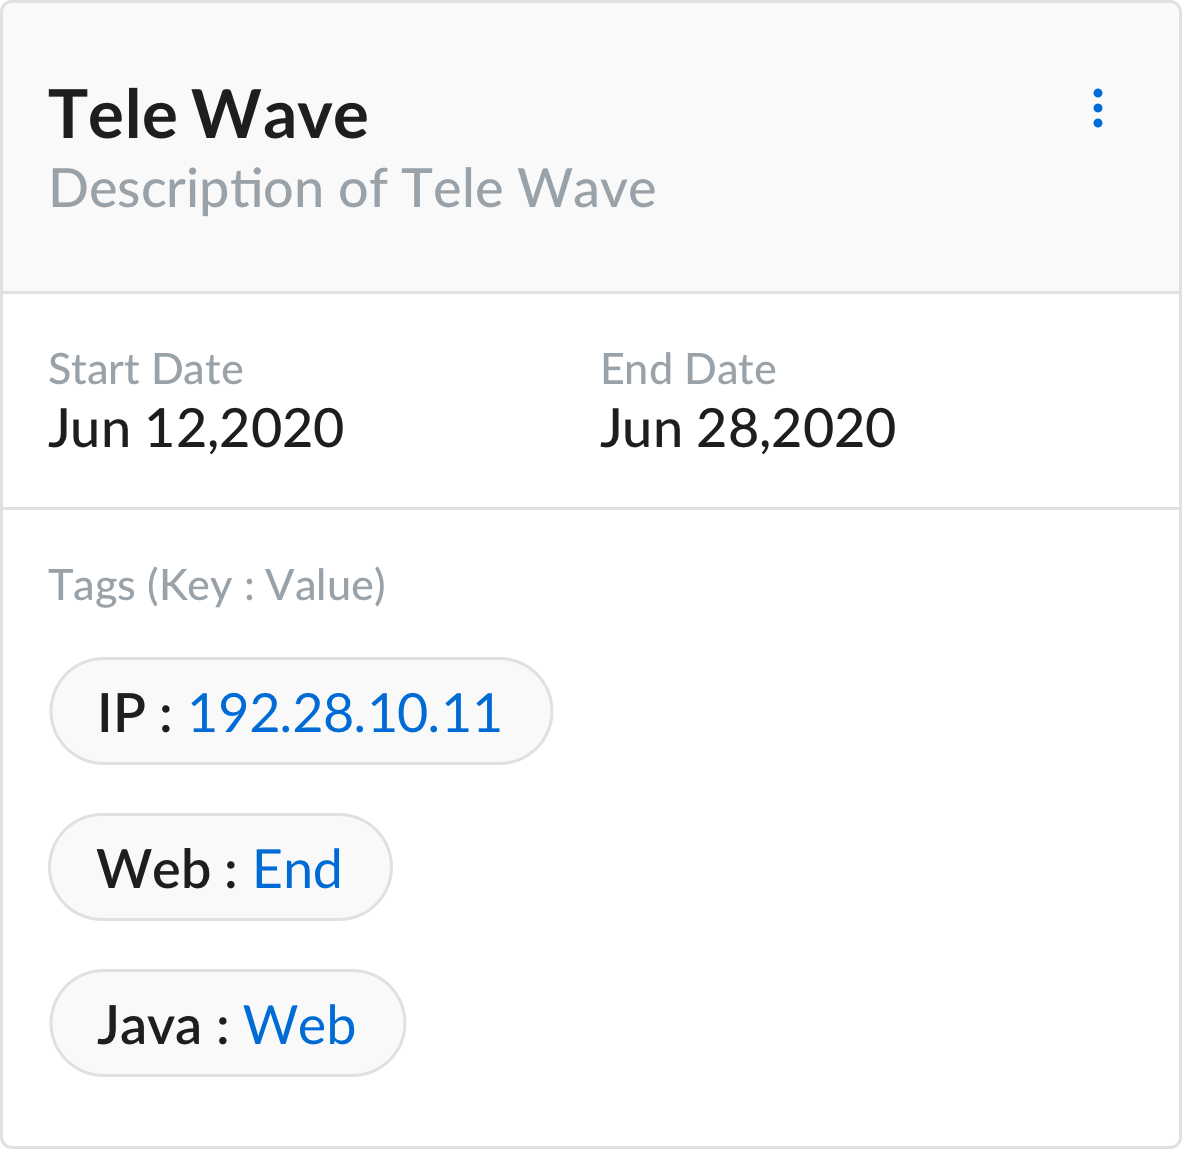 Tele Wave
Description of Tele Wave
Start Date
Jun 12,2020
End Date
Jun 28,2020
Tags (Key : Value)
IP : 192.28.10.11
Web : End
Java : Web